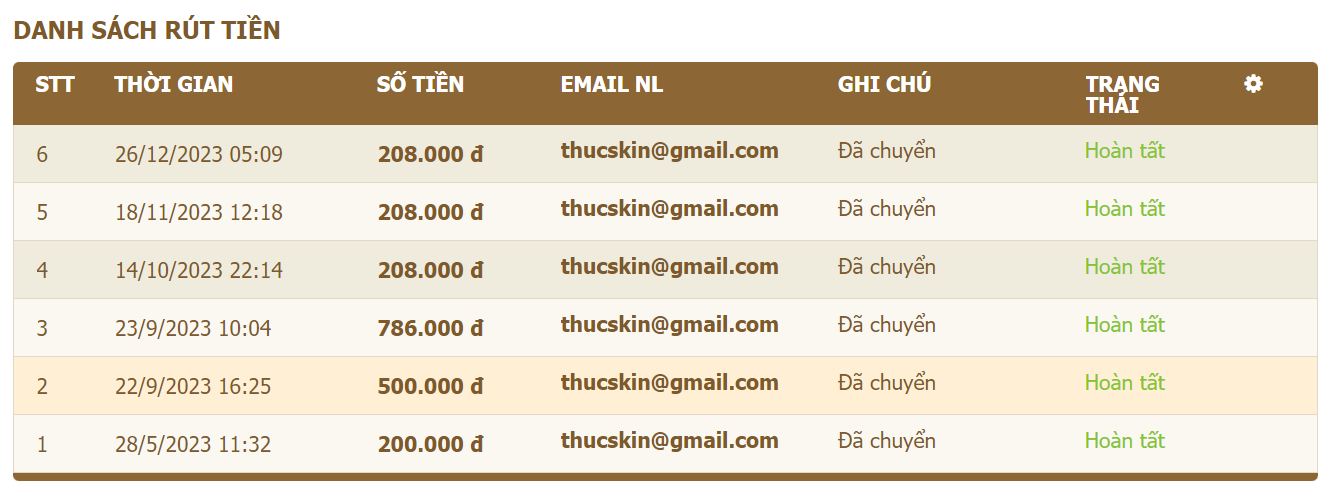 DANH SÁCH RÚT TIỀN
STT THỜI GIAN SỐ TIỀN EMAIL NL GHI CHÚ TRẠNG THÁI
6 26/12/2023 05:09 208.000 đ thucskin@gmail.com Đã chuyển Hoàn tất
5 18/11/2023 12:18 208.000 đ thucskin@gmail.com Đã chuyển Hoàn tất
4 14/10/2023 22:14 208.000 đ thucskin@gmail.com Đã chuyển Hoàn tất
3 23/9/2023 10:04 786.000 đ thucskin@gmail.com Đã chuyển Hoàn tất
2 22/9/2023 16:25 500.000 đ thucskin@gmail.com Đã chuyển Hoàn tất
1 28/5/2023 11:32 200.000 đ thucskin@gmail.com Đã chuyển Hoàn tất